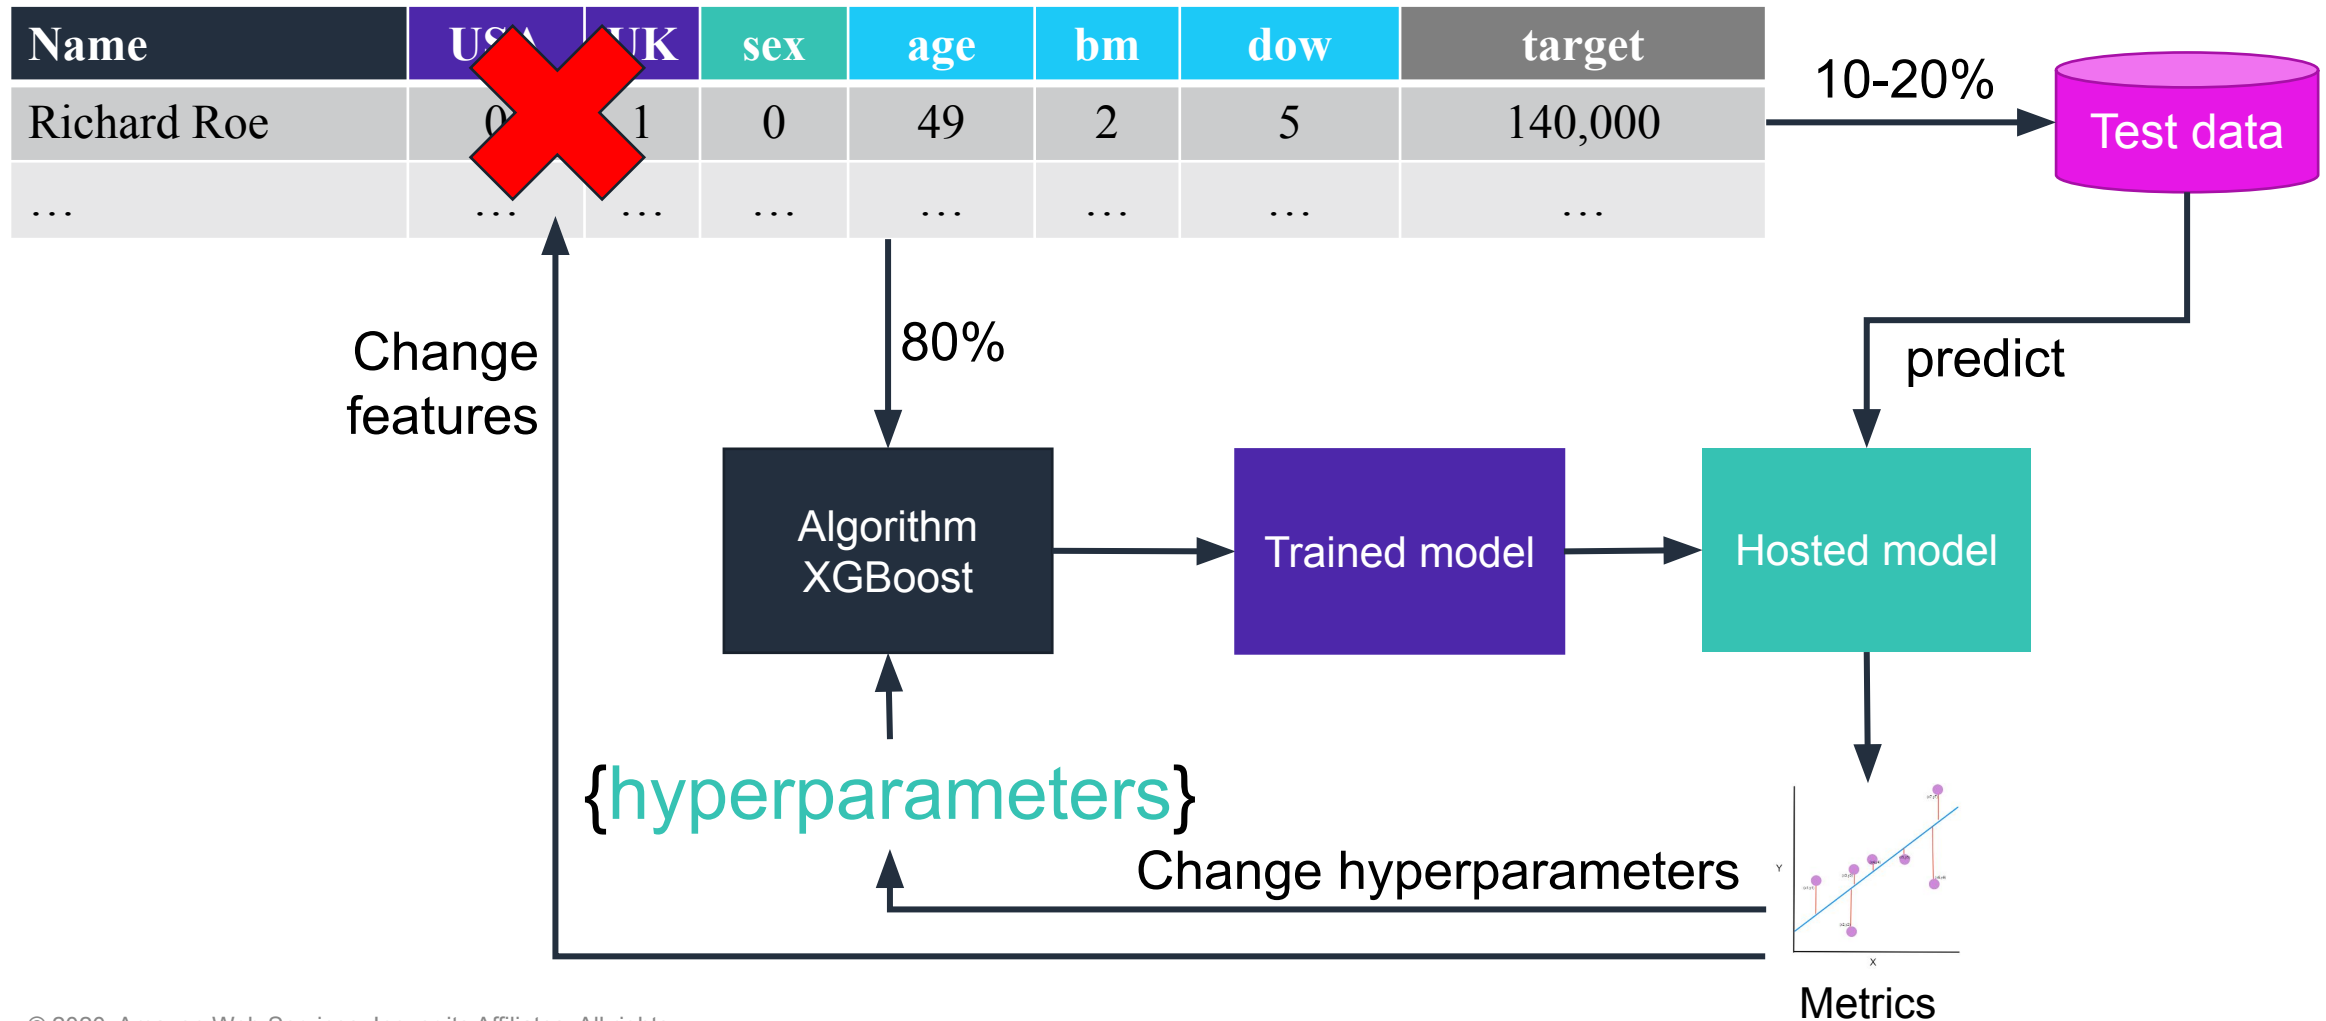 Name USA UK sex age bm dow target
Richard Roe 0 1 0 49 2 5 140,000
… … … … … … … …
10-20%
Test data
Change
features
80%
predict
Algorithm
XGBoost
Trained model
Hosted model
{hyperparameters}
Change hyperparameters
Y
X
Metrics